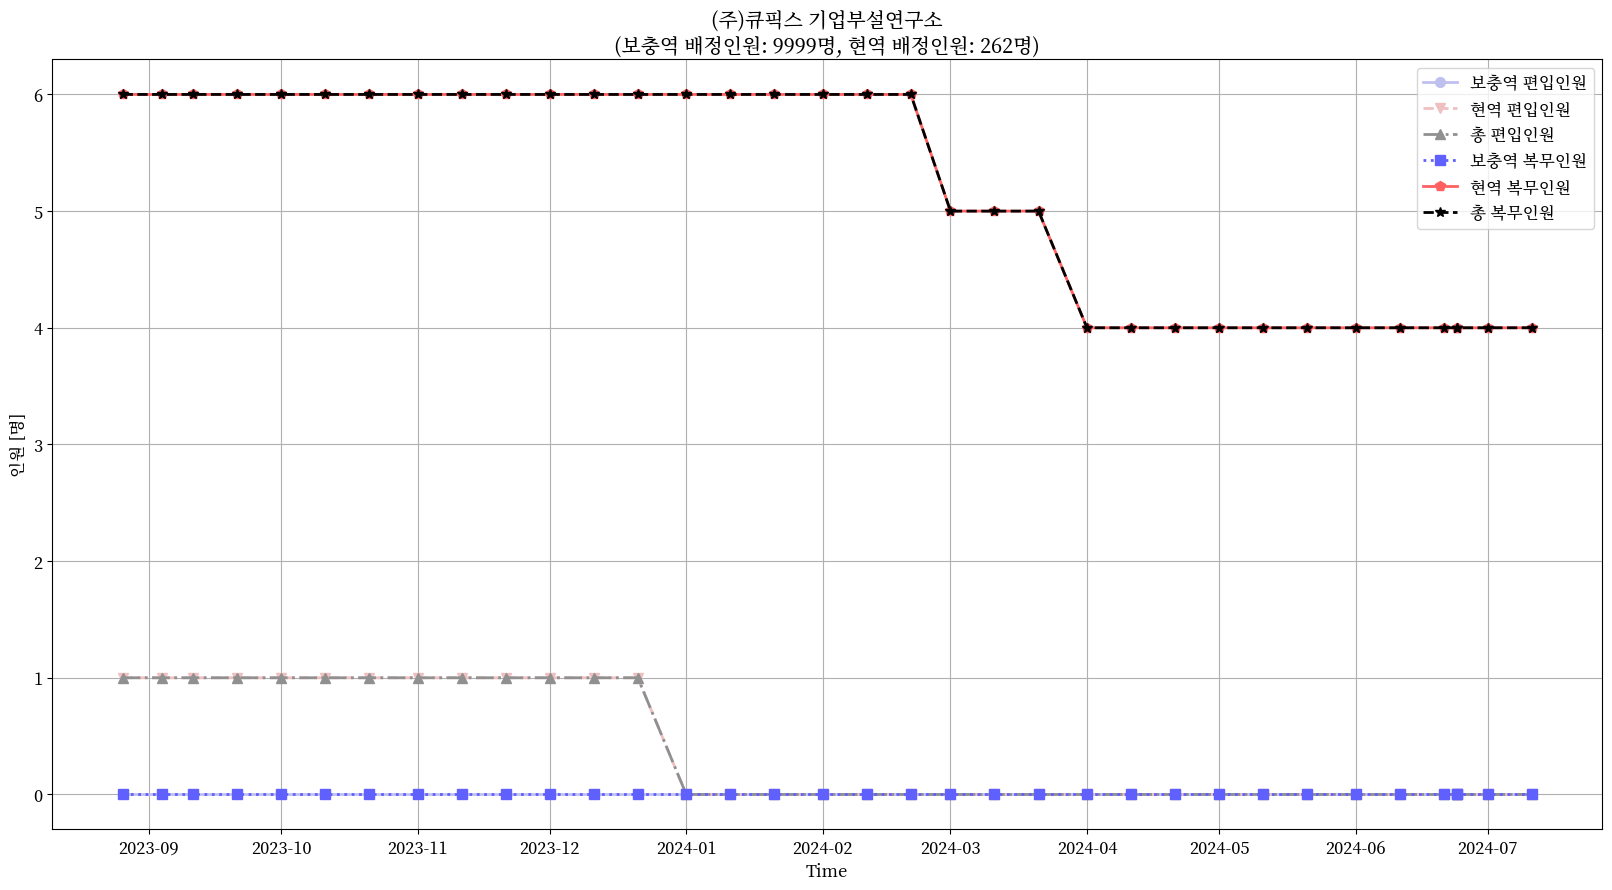 (주)큐픽스 기업부설연구소
(보충역 배정인원: 9999명, 현역 배정인원: 262명)
보충역 편입인원
현역 편입인원
총 편입인원
보충역 복무인원
현역 복무인원
총 복무인원
인원 [명]
6
5
4
3
2
1
0
2023-09 2023-10 2023-11 2023-12 2024-01 2024-02 2024-03 2024-04 2024-05 2024-06 2024-07
Time